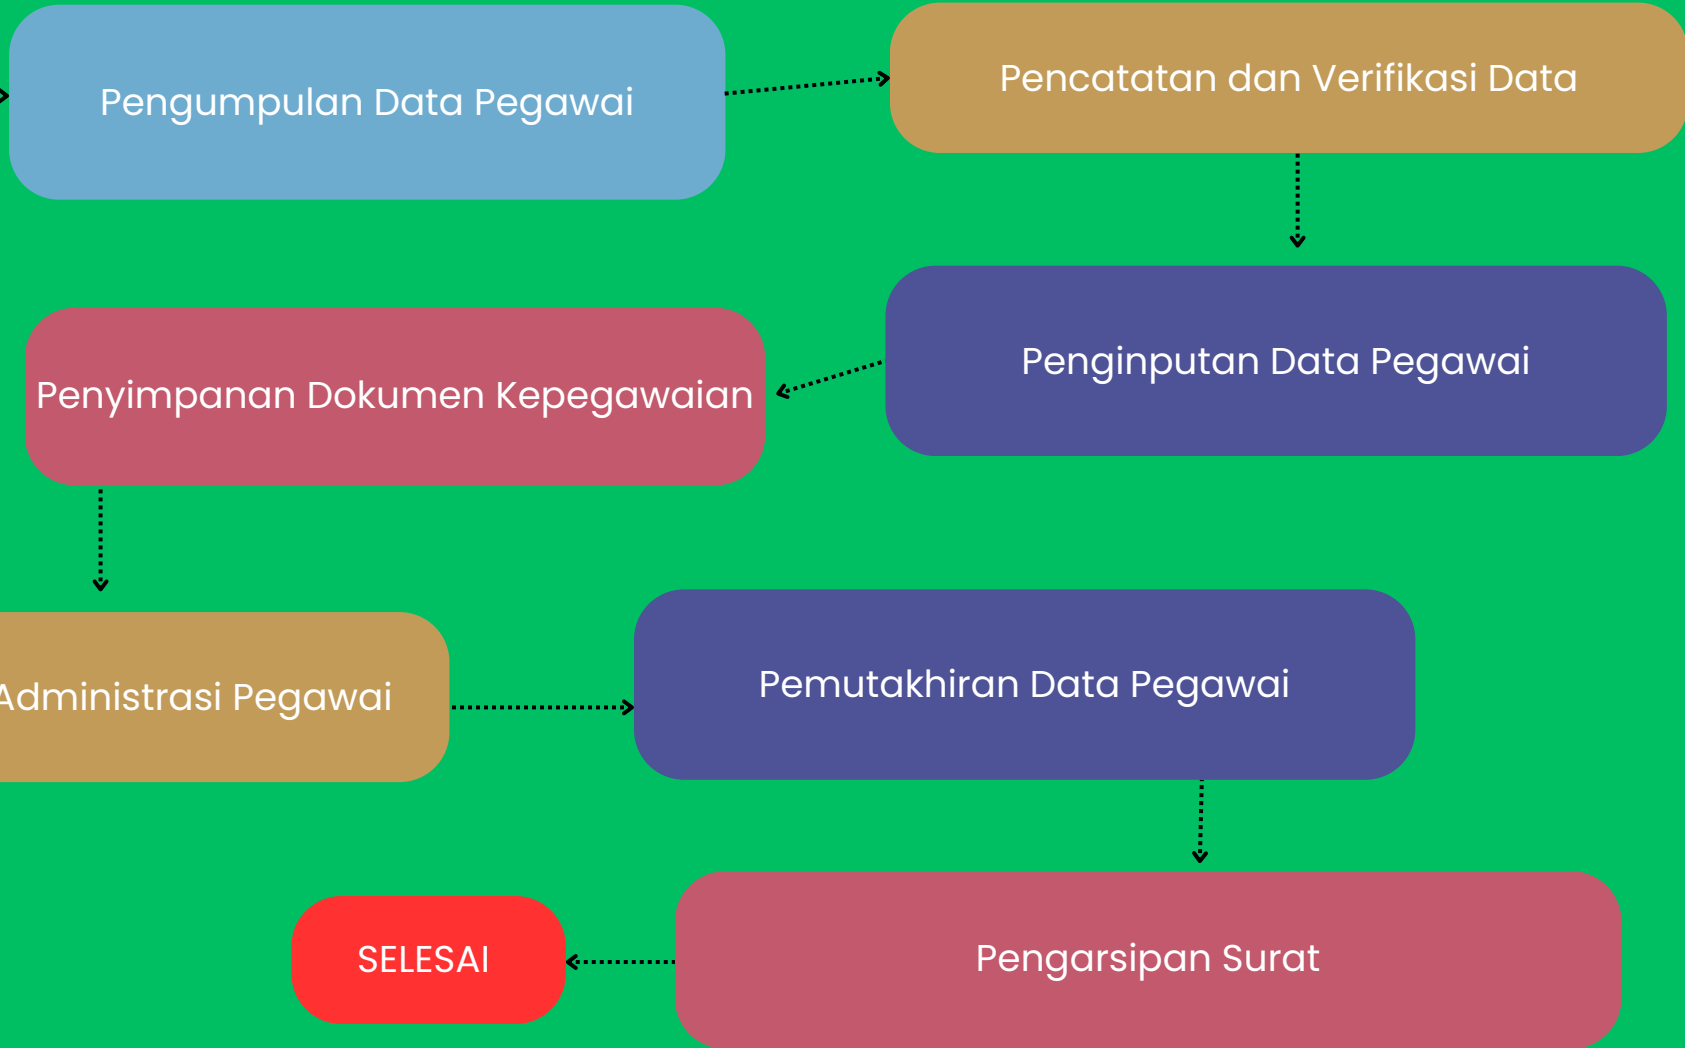 Pengumpulan Data Pegawai
Pencatatan dan Verifikasi Data
Penginputan Data Pegawai
Penyimpanan Dokumen Kepegawaian
Administrasi Pegawai
Pemutakhiran Data Pegawai
Pengarsipan Surat
SELESAI